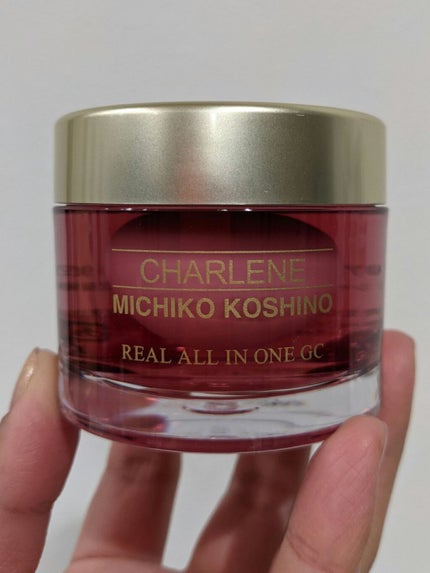 CHARLENE
MICHIKO KOSHINO
REAL ALL IN ONE GC